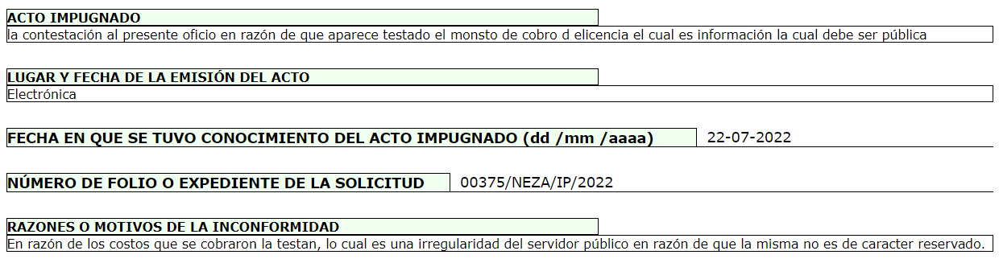 ACTO IMPUGNADO
la contestación al presente oficio en razón de que aparece testado el monsto de cobro d elicencia el cual es información la cual debe ser pública
LUGAR Y FECHA DE LA EMISIÓN DEL ACTO
Electrónica
FECHA EN QUE SE TUVO CONOCIMIENTO DEL ACTO IMPUGNADO (dd /mm /aaaa) 22-07-2022
NÚMERO DE FOLIO O EXPEDIENTE DE LA SOLICITUD 00375/NEZA/IP/2022
RAZONES O MOTIVOS DE LA INCONFORMIDAD
En razón de los costos que se cobraron la testan, lo cual es una irregularidad del servidor público en razón de que la misma no es de caracter reservado.